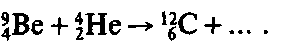 ⁹₄Be + ⁴₂He → ¹²₆C + ... .